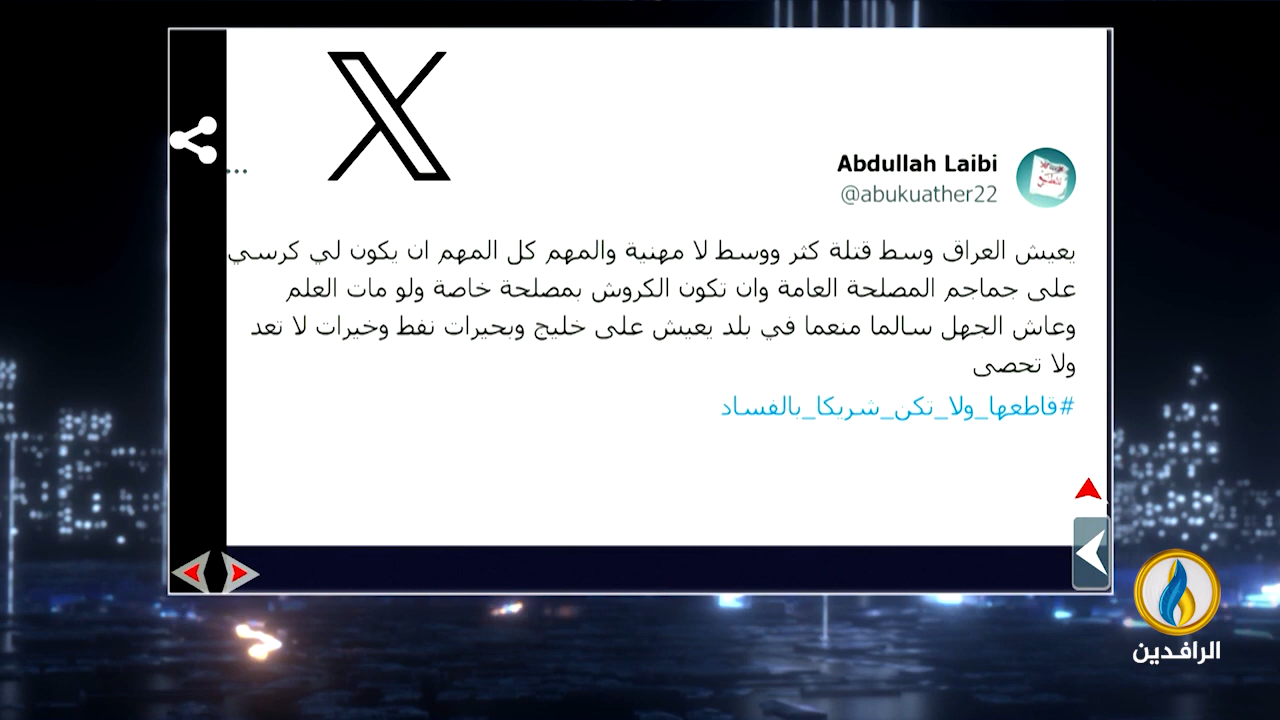 Abdullah Laibi
@abukuather22
يعيش العراق وسط قتلة كثر ووسط لا مهنية والمهم كل المهم ان يكون لي كرسي
على جماجم المصلحة العامة وان تكون الكروش بمصلحة خاصة ولو مات العلم
وعاش الجهل سالما منعما في بلد يعيش على خليج وبحيرات نفط وخيرات لا تعد
ولا تحصى
#قاطعها_ولا_تكن_شريكا_بالفساد
الرافدين